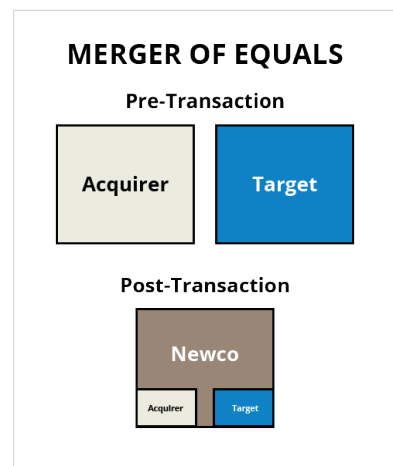 MERGER OF EQUALS
Pre-Transaction
Acquirer Target
Post-Transaction
Newco
Acquirer Target